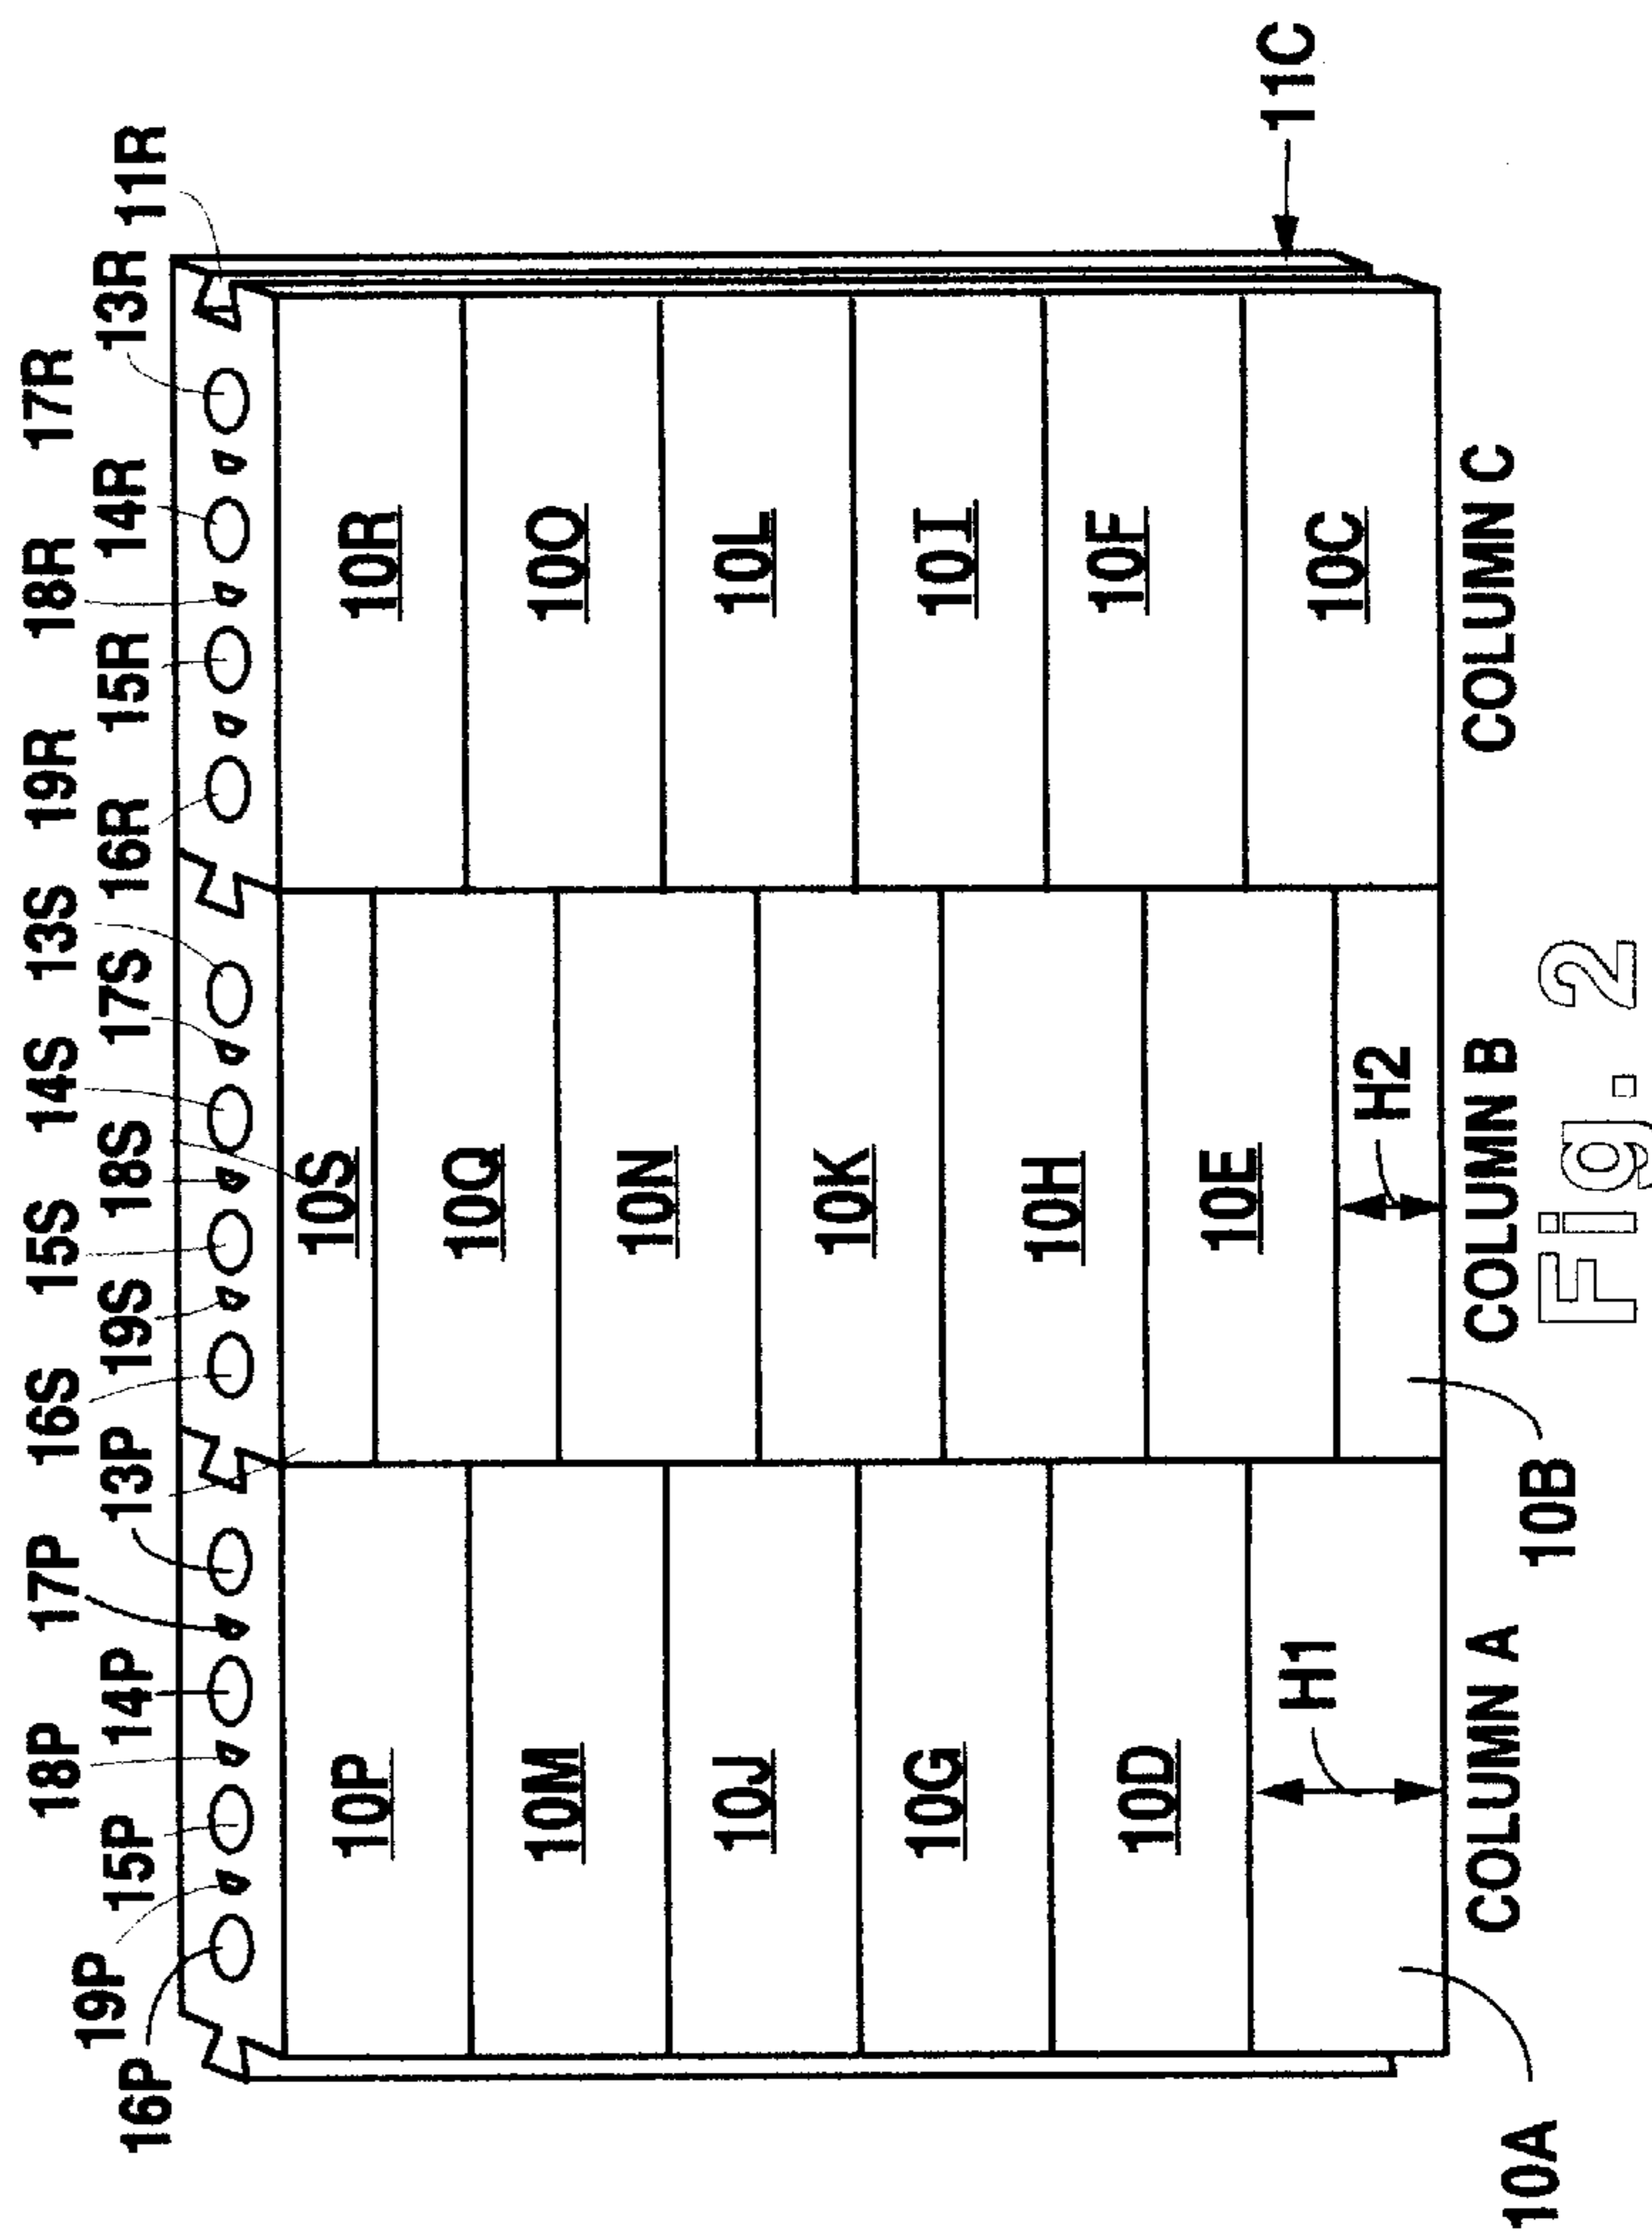 18P 17P 16S 15S 14S 13S 19R 18R 17R
19P 16P 15P 14P 13P 19S 18S 17S 16R 15R 14R 13R 11R
10S
10P 10R
10Q
10M 10O
10N
10J 10L
10K
10G 10I
10H
10D 10F
10E
H1 10C 11C
H2
COLUMN A COLUMN B COLUMN C
10A 10B
Fig. 2